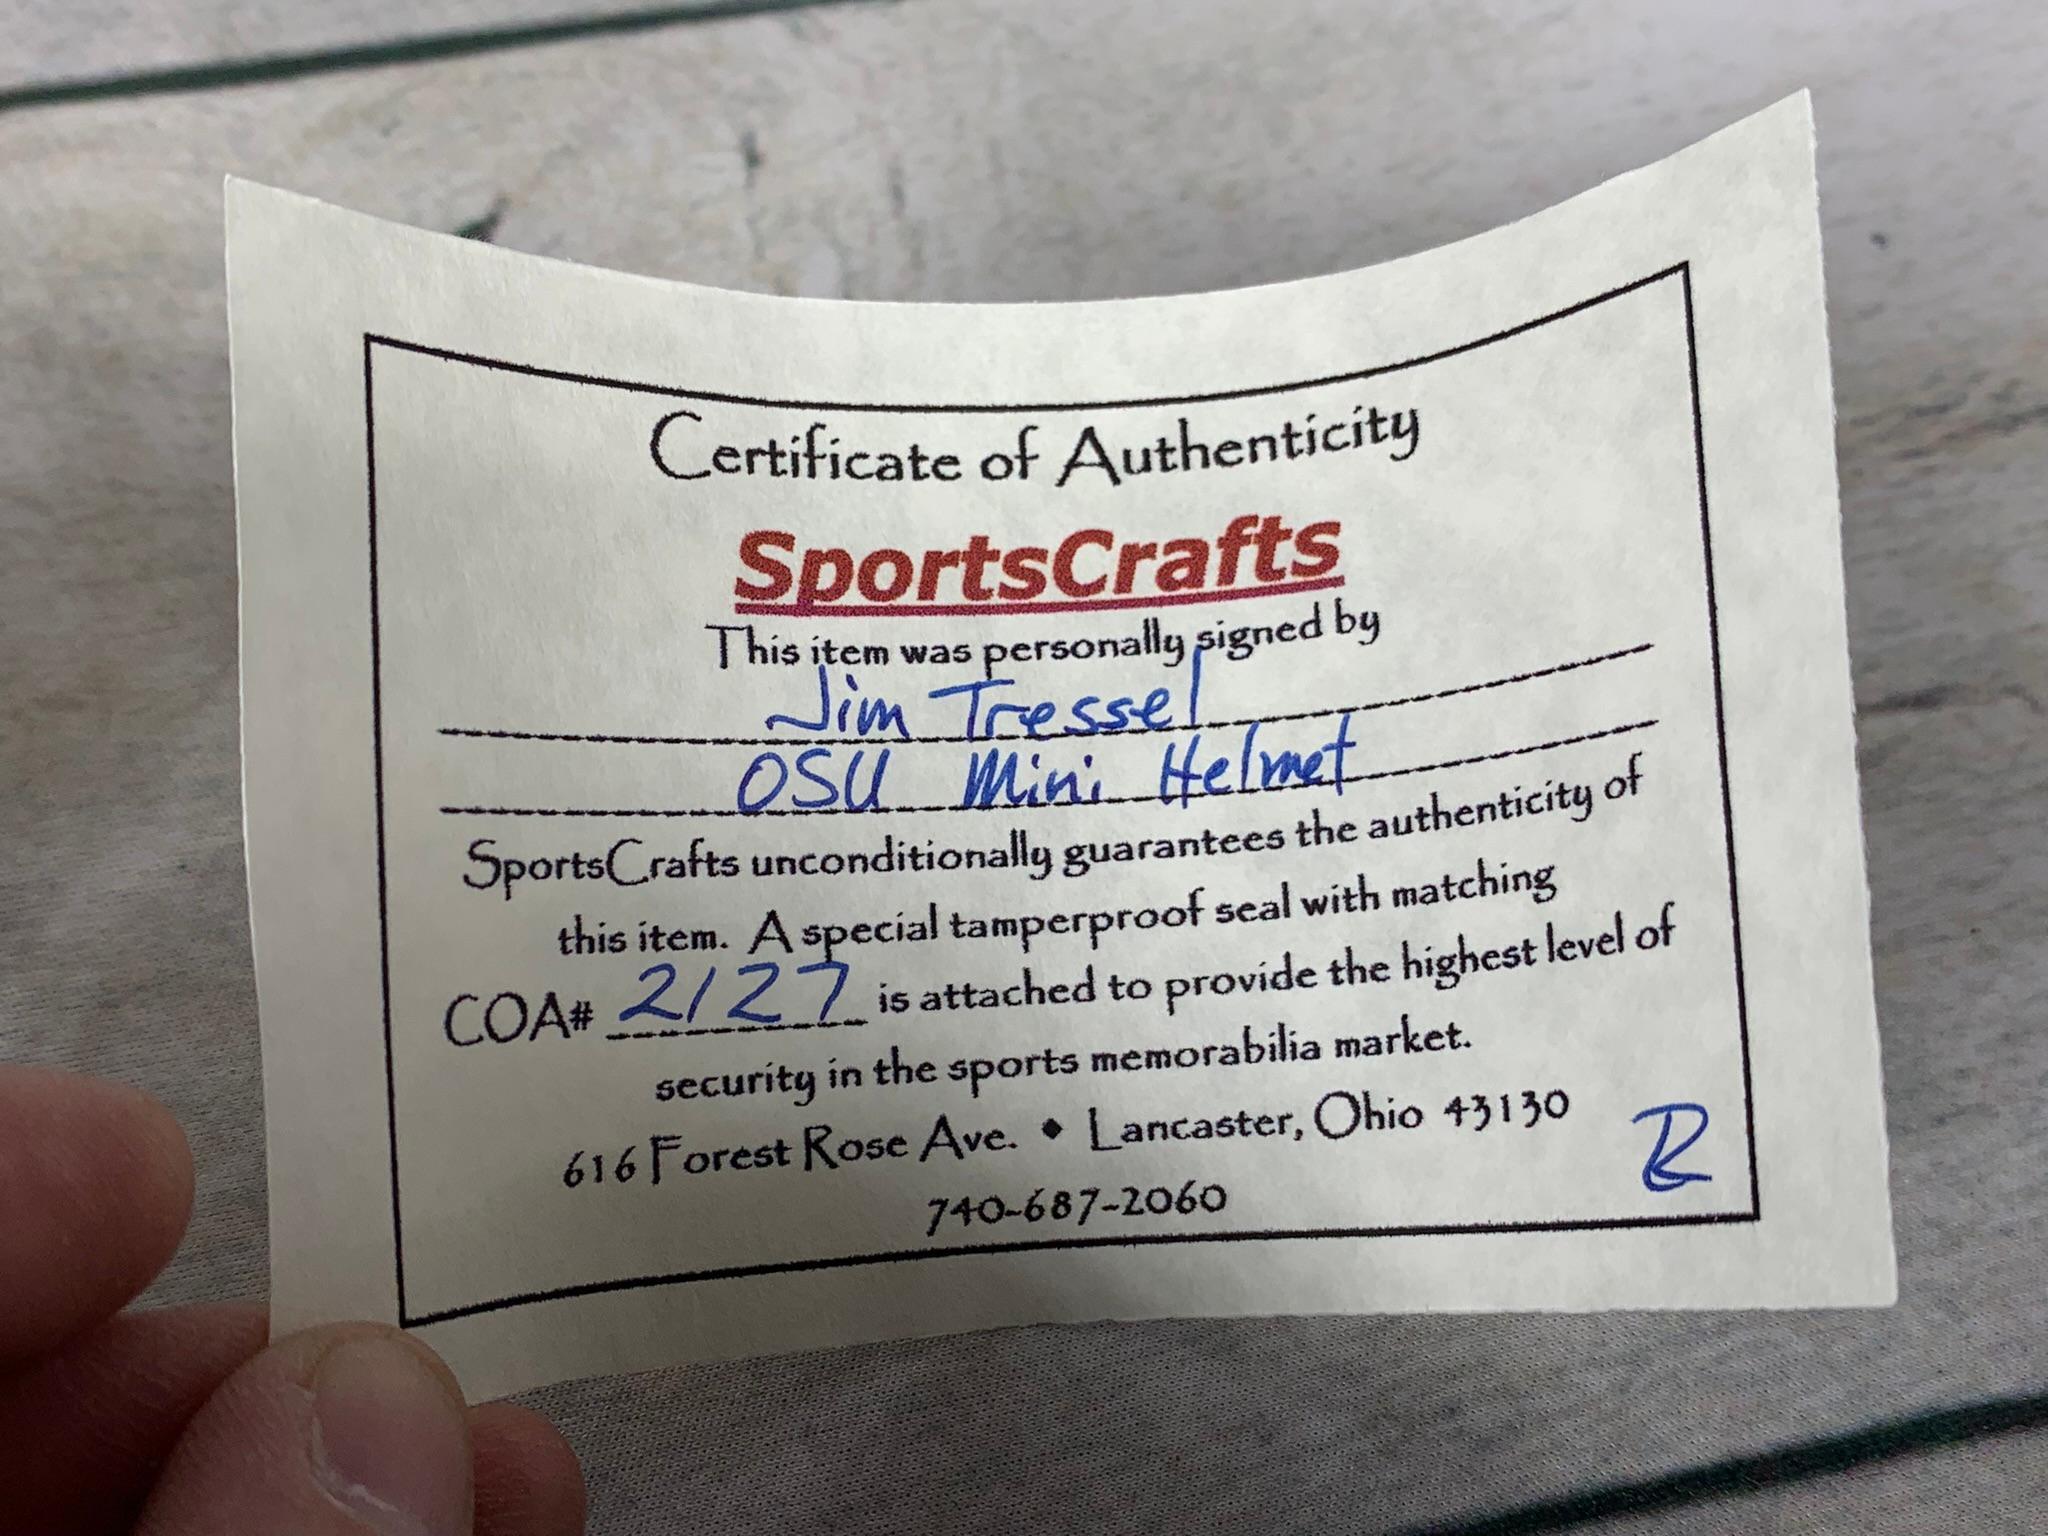 Certificate of Authenticity
SportsCrafts
This item was personally signed by
Jim Tressel
OSU Mini Helmet
SportsCrafts unconditionally guarantees the authenticity of
this item. A special tamperproof seal with matching
COA# 2127 is attached to provide the highest level of
security in the sports memorabilia market.
616 Forest Rose Ave. ◆ Lancaster, Ohio 43130
740-687-2060